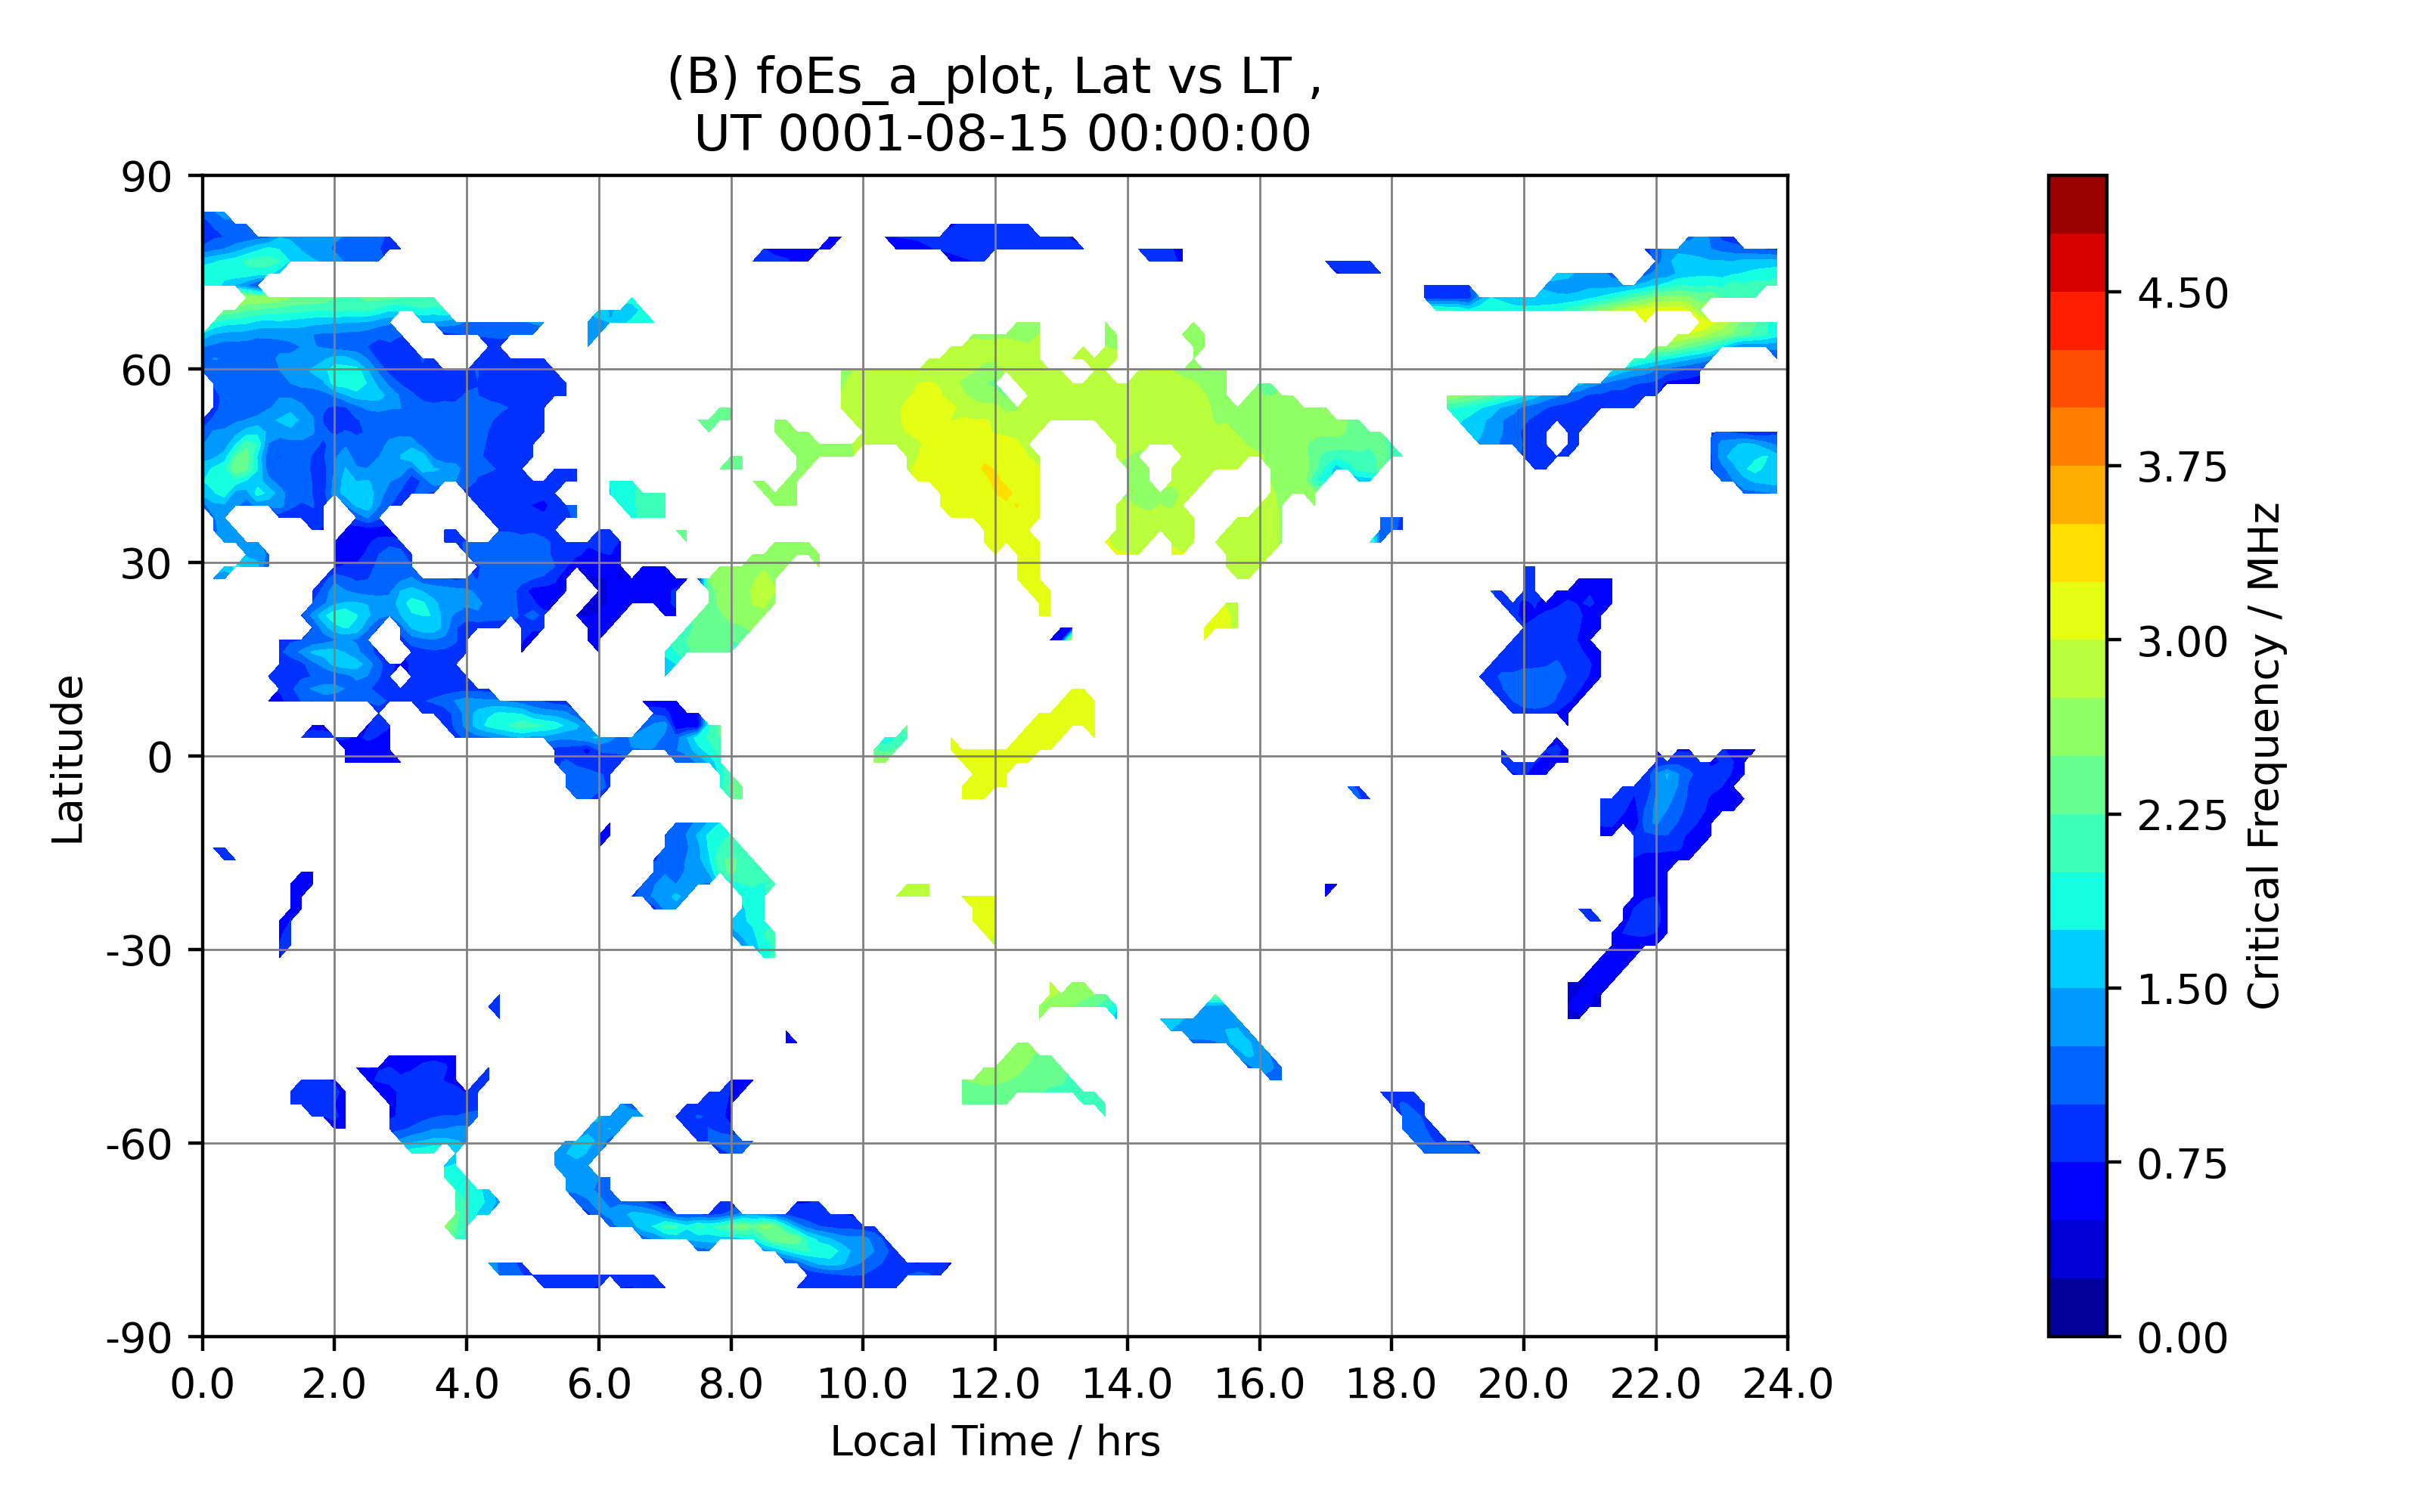 (B) foEs_a_plot, Lat vs LT ,
UT 0001-08-15 00:00:00
90
60
30
0
-30
-60
-90
Latitude
0.0 2.0 4.0 6.0 8.0 10.0 12.0 14.0 16.0 18.0 20.0 22.0 24.0
Local Time / hrs
4.50
3.75
3.00
2.25
1.50
0.75
0.00
Critical Frequency / MHz